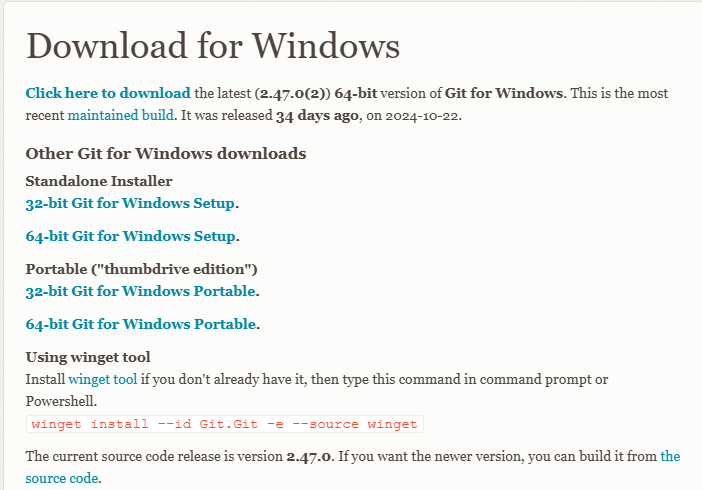 Download for Windows
Click here to download the latest (2.47.0(2)) 64-bit version of Git for Windows. This is the most
recent maintained build. It was released 34 days ago, on 2024-10-22.
Other Git for Windows downloads
Standalone Installer
32-bit Git for Windows Setup.
64-bit Git for Windows Setup.
Portable ("thumbdrive edition")
32-bit Git for Windows Portable.
64-bit Git for Windows Portable.
Using winget tool
Install winget tool if you don't already have it, then type this command in command prompt or
Powershell.
winget install --id Git.Git -e --source winget
The current source code release is version 2.47.0. If you want the newer version, you can build it from the
source code.